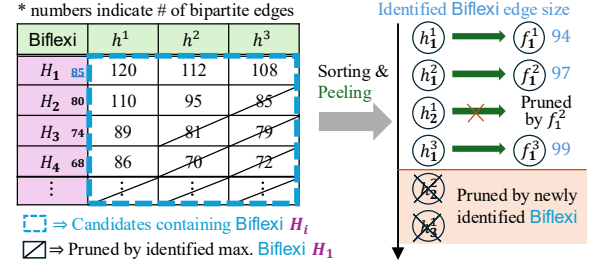 * numbers indicate # of bipartite edges
Biflexi h¹ h² h³
H₁ 85 120 112 108
H₂ 80 110 95 85
H₃ 74 89 81 79
H₄ 68 86 70 72
⋮ ⋮ ⋮ ⋮
⇒ Candidates containing Biflexi Hᵢ
⇒ Pruned by identified max. Biflexi H₁
Sorting &
Peeling
Identified Biflexi edge size
h₁¹ f₁¹ 94
h₁² f₁² 97
h₂¹ Pruned
by f₁²
h₁³ f₁³ 99
h₂² Pruned by newly
h₃¹ identified Biflexi